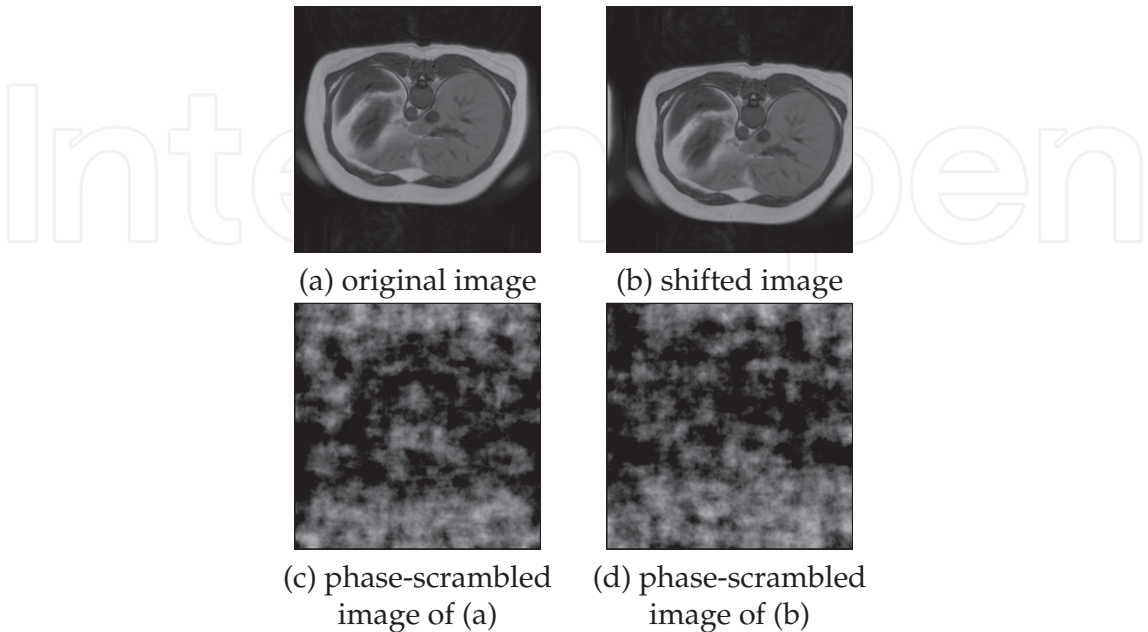 (a) original image
(b) shifted image
(c) phase-scrambled
image of (a)
(d) phase-scrambled
image of (b)